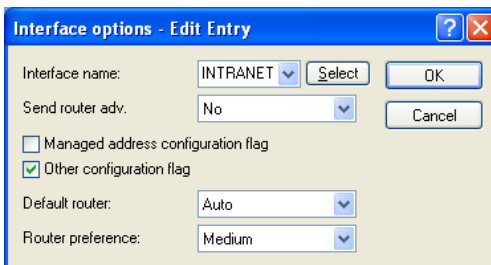 Interface options - Edit Entry
Interface name: INTRANET Select OK
Send router adv. No Cancel
Managed address configuration flag
Other configuration flag
Default router: Auto
Router preference: Medium